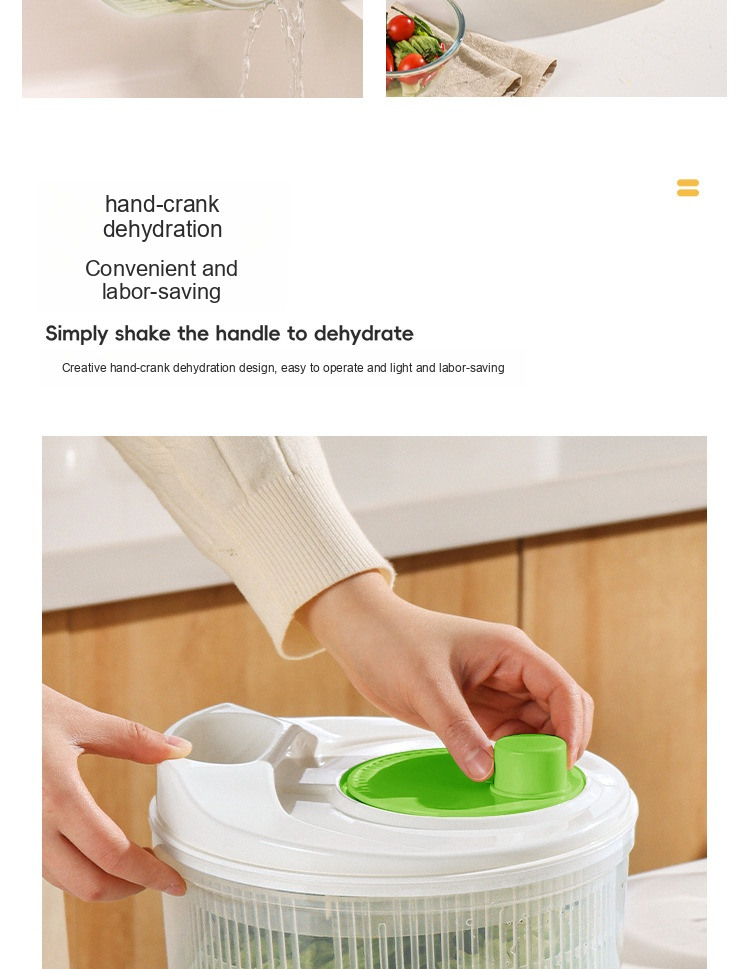 hand-crank
dehydration
Convenient and
labor-saving
Simply shake the handle to dehydrate
Creative hand-crank dehydration design, easy to operate and light and labor-saving